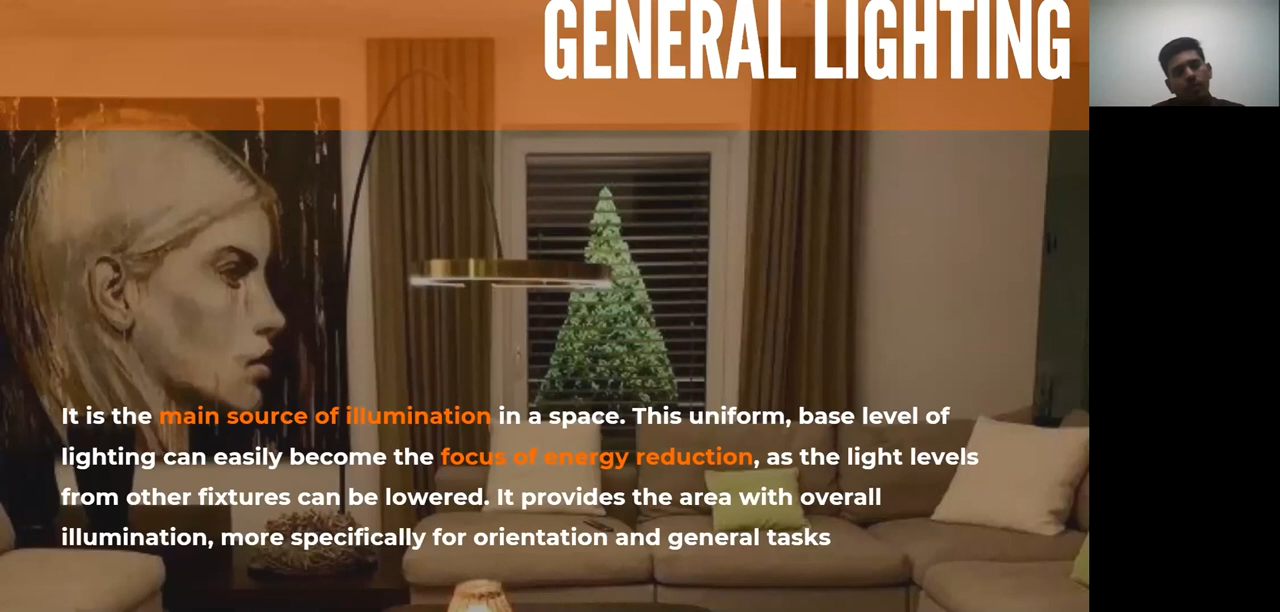 GENERAL LIGHTING
It is the main source of illumination in a space. This uniform, base level of
lighting can easily become the focus of energy reduction, as the light levels
from other fixtures can be lowered. It provides the area with overall
illumination, more specifically for orientation and general tasks